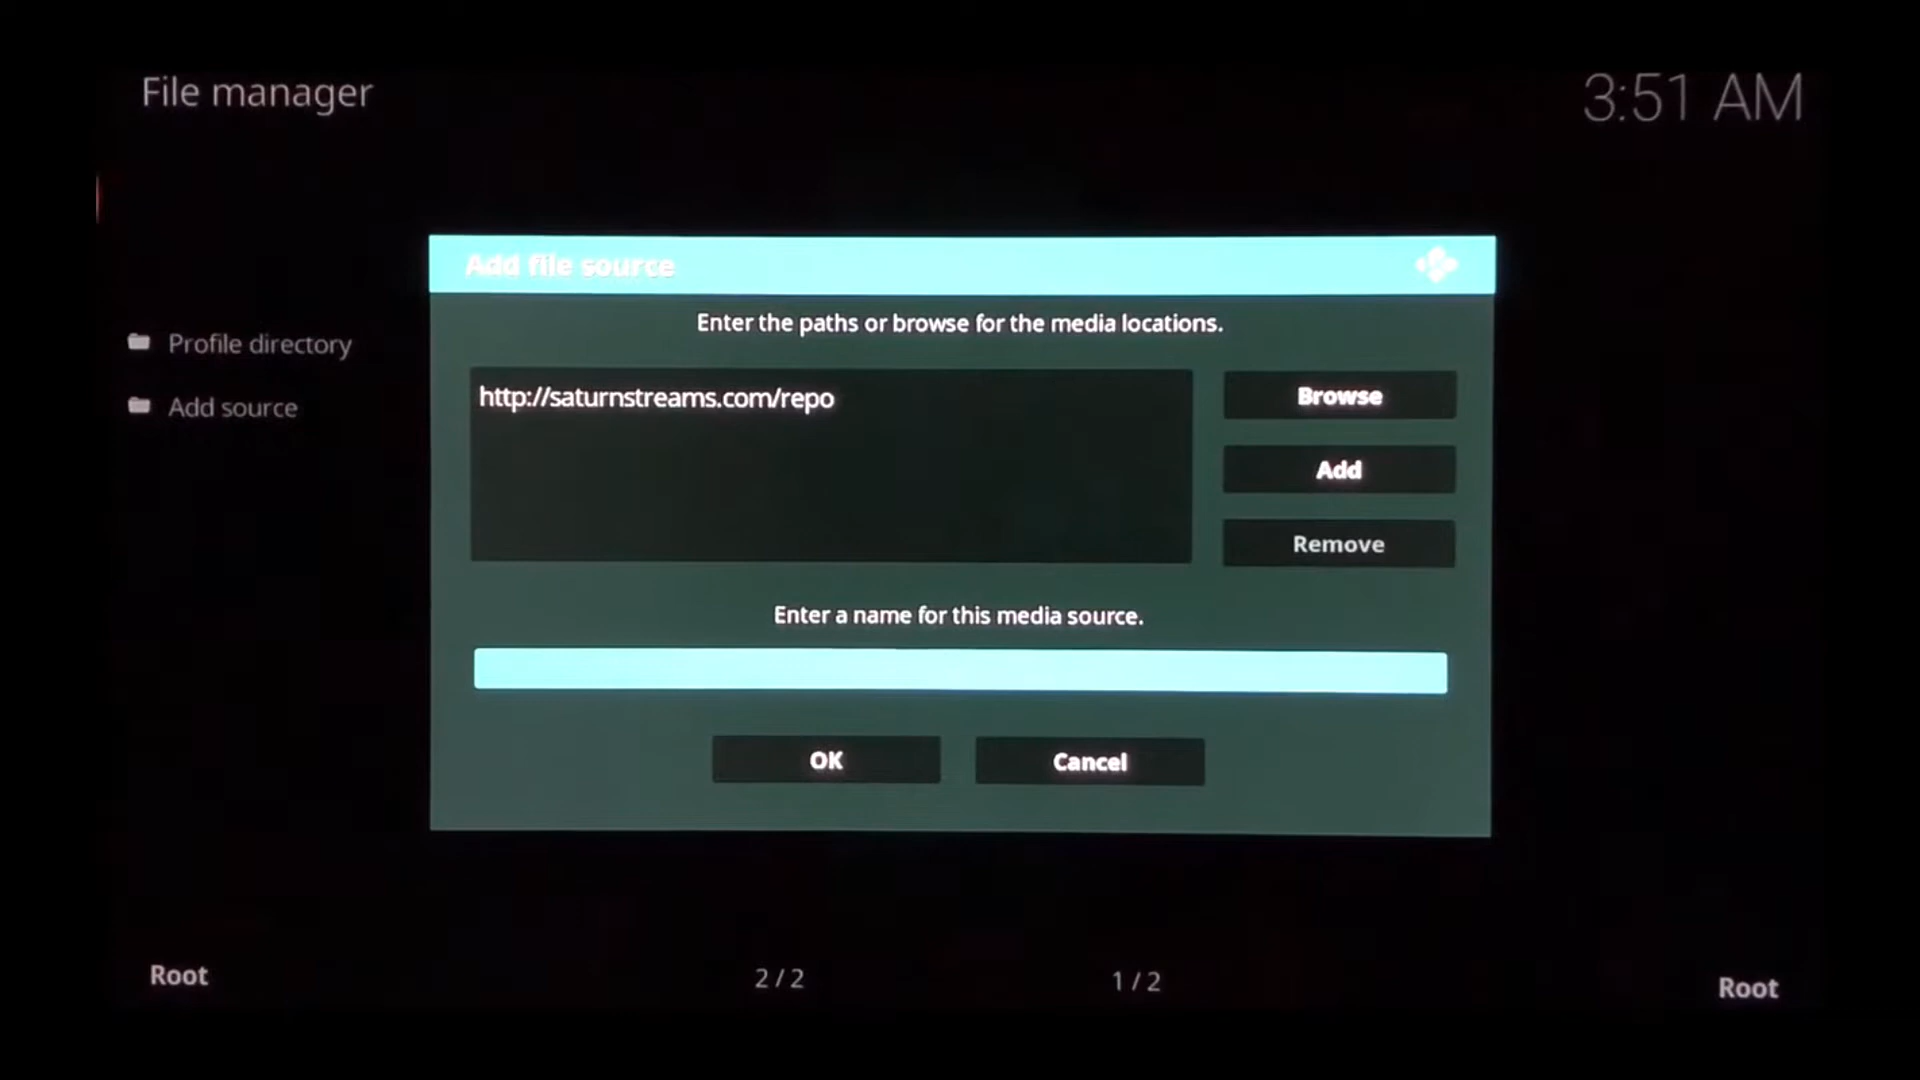 File manager
3:51 AM
Add file source
Enter the paths or browse for the media locations.
Profile directory
http://saturnstreams.com/repo
Browse
Add source
Add
Remove
Enter a name for this media source.
OK
Cancel
Root
2 / 2
1 / 2
Root